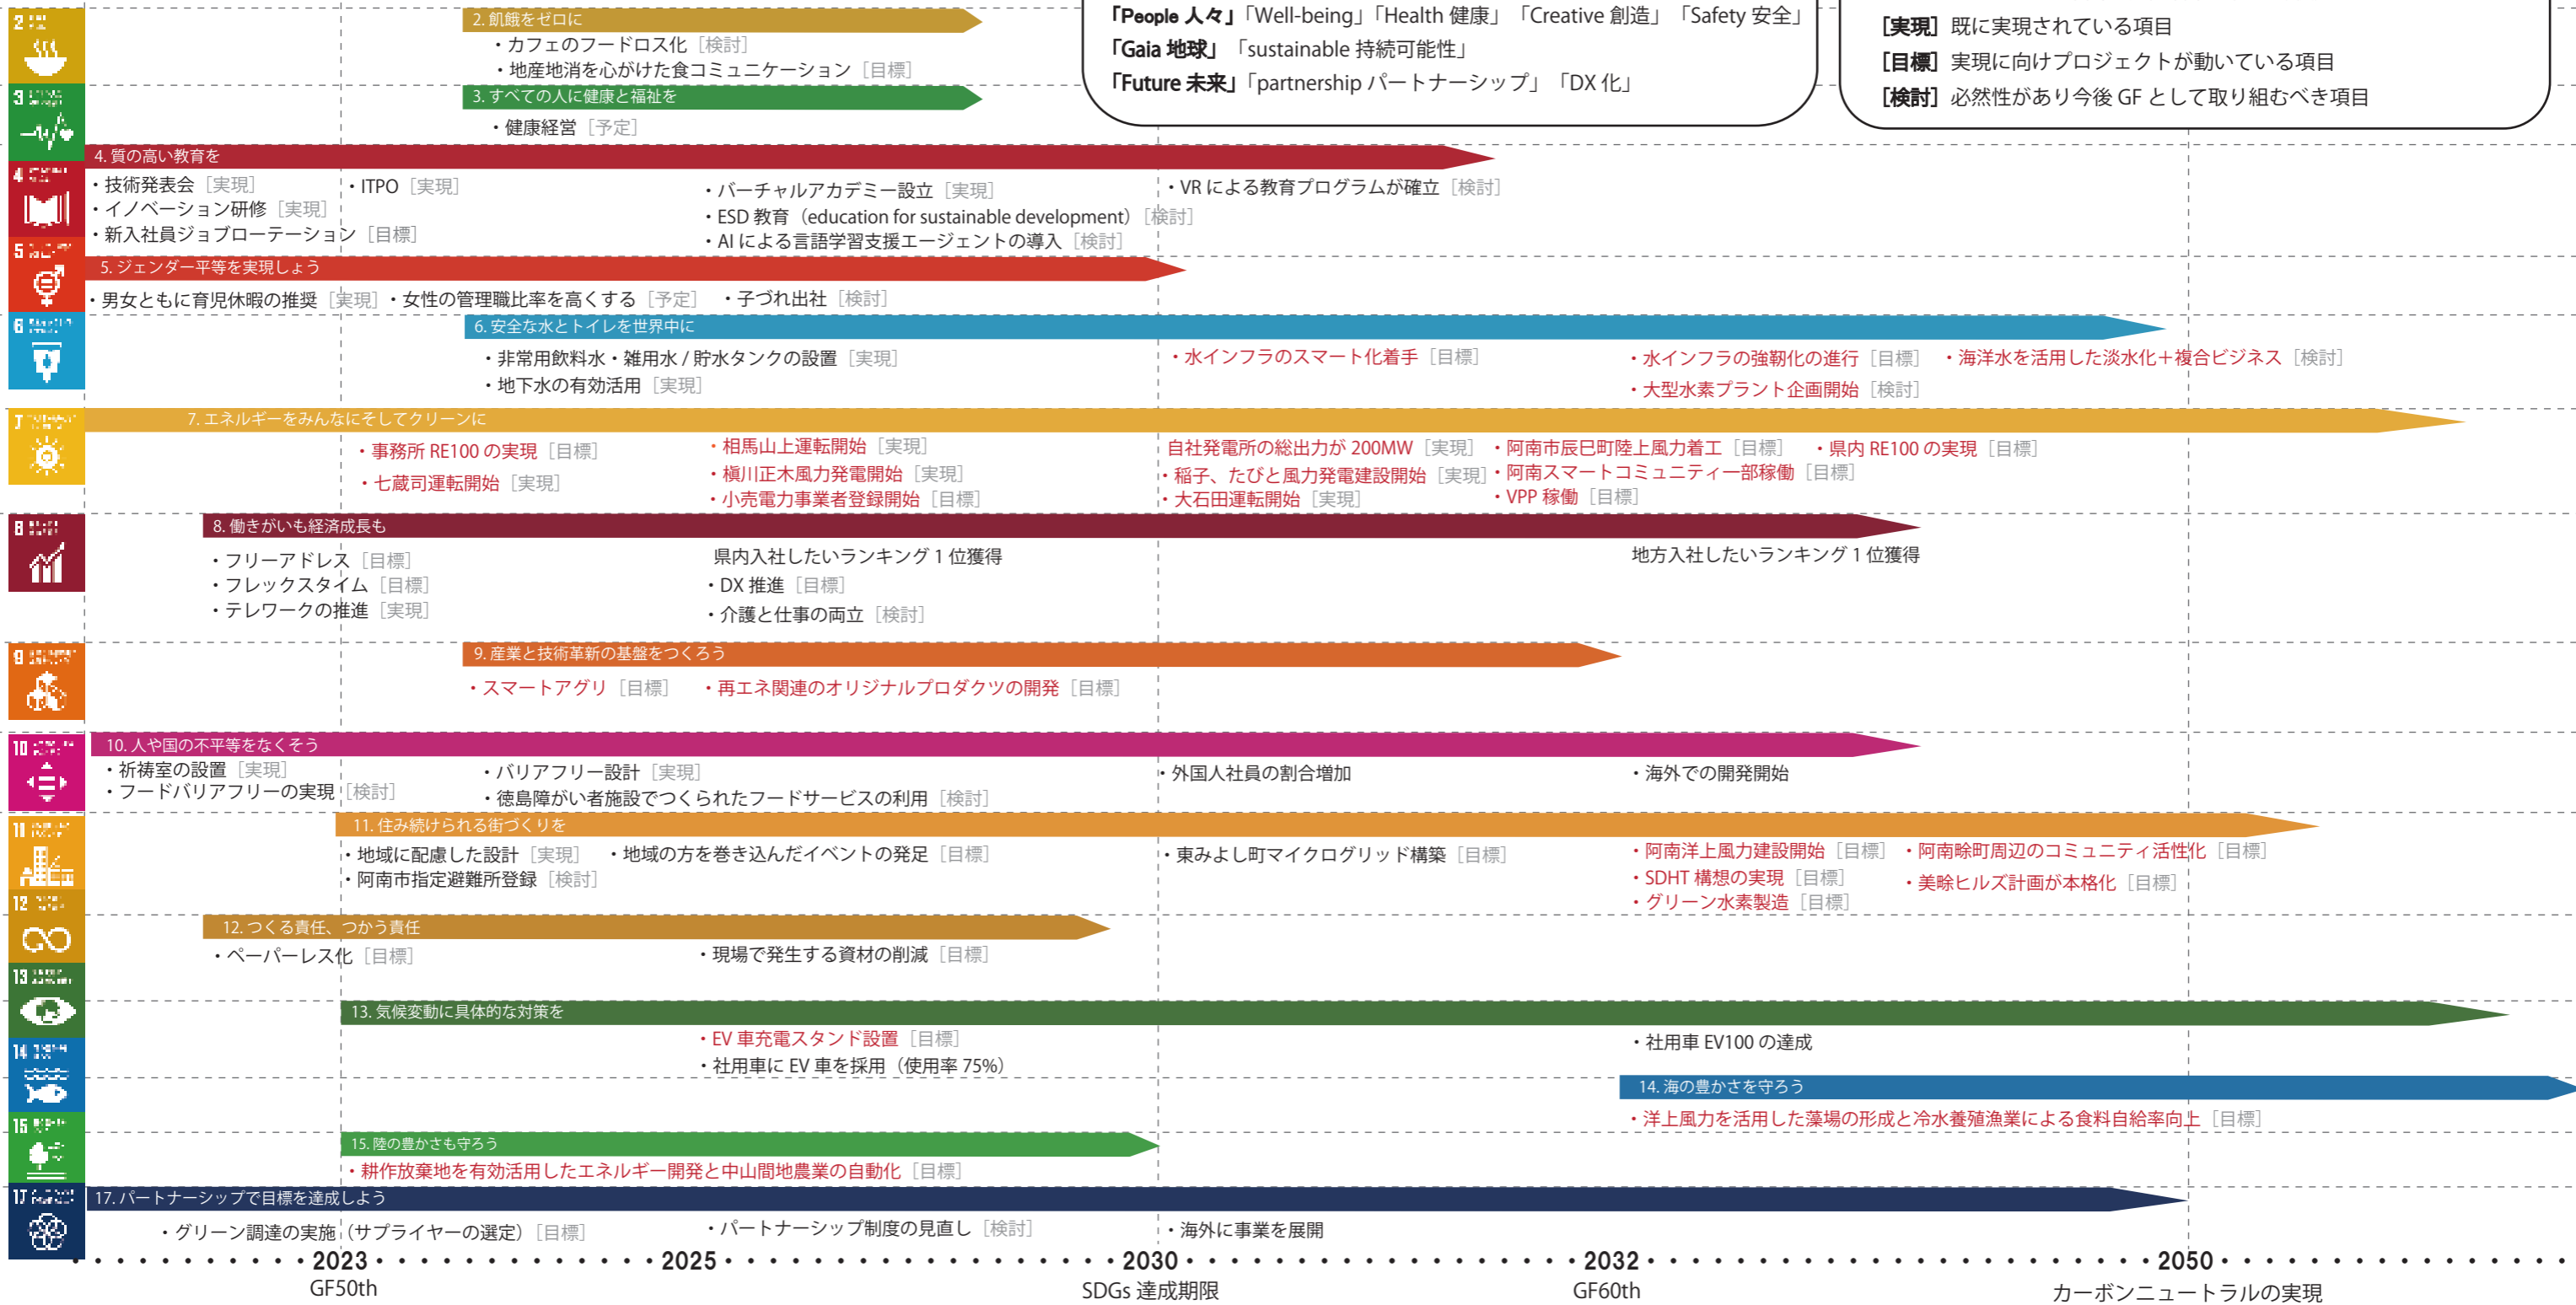 「People 人々」「Well-being」「Health 健康」「Creative 創造」「Safety 安全」
「Gaia 地球」「sustainable 持続可能性」
「Future 未来」「partnership パートナーシップ」「DX 化」
［実現］既に実現されている項目
［目標］実現に向けプロジェクトが動いている項目
［検討］必然性があり今後 GF として取り組むべき項目
2
2. 飢餓をゼロに
・カフェのフードロス化［検討］
・地産地消を心がけた食コミュニケーション［目標］
3
3. すべての人に健康と福祉を
・健康経営［予定］
4
4. 質の高い教育を
・技術発表会［実現］
・イノベーション研修［実現］
・新入社員ジョブローテーション［目標］
・ITPO［実現］
・バーチャルアカデミー設立［実現］
・ESD 教育（education for sustainable development）［検討］
・AI による言語学習支援エージェントの導入［検討］
・VR による教育プログラムが確立［検討］
5
5. ジェンダー平等を実現しょう
・男女ともに育児休暇の推奨［実現］・女性の管理職比率を高くする［予定］ ・子づれ出社［検討］
6
6. 安全な水とトイレを世界中に
・非常用飲料水・雑用水 / 貯水タンクの設置［実現］
・地下水の有効活用［実現］
・水インフラのスマート化着手［目標］
・水インフラの強靭化の進行［目標］
・大型水素プラント企画開始［検討］
・海洋水を活用した淡水化＋複合ビジネス［検討］
7
7. エネルギーをみんなにそしてクリーンに
・事務所 RE100 の実現［目標］
・七蔵司運転開始［実現］
・相馬山上運転開始［実現］
・槇川正木風力発電開始［実現］
・小売電力事業者登録開始［目標］
自社発電所の総出力が 200MW［実現］
・稲子、たびと風力発電建設開始［実現］
・大石田運転開始［実現］
・阿南市辰巳町陸上風力着工［目標］
・阿南スマートコミュニティ一部稼働［目標］
・VPP 稼働［目標］
・県内 RE100 の実現［目標］
8
8. 働きがいも経済成長も
・フリーアドレス［目標］
・フレックスタイム［目標］
・テレワークの推進［実現］
県内入社したいランキング 1 位獲得
・DX 推進［目標］
・介護と仕事の両立［検討］
地方入社したいランキング 1 位獲得
9
9. 産業と技術革新の基盤をつくろう
・スマートアグリ［目標］
・再エネ関連のオリジナルプロダクツの開発［目標］
10
10. 人や国の不平等をなくそう
・祈祷室の設置［実現］
・フードバリアフリーの実現［検討］
・バリアフリー設計［実現］
・徳島障がい者施設でつくられたフードサービスの利用［検討］
・外国人社員の割合増加
・海外での開発開始
11
11. 住み続けられる街づくりを
・地域に配慮した設計［実現］
・阿南市指定避難所登録［検討］
・地域の方を巻き込んだイベントの発足［目標］
・東みよし町マイクログリッド構築［目標］
・阿南洋上風力建設開始［目標］
・SDHT 構想の実現［目標］
・グリーン水素製造［目標］
・阿南畭町周辺のコミュニティ活性化［目標］
・美畭ヒルズ計画が本格化［目標］
12
12. つくる責任、つかう責任
・ペーパーレス化［目標］
・現場で発生する資材の削減［目標］
13
13. 気候変動に具体的な対策を
・EV 車充電スタンド設置［目標］
・社用車に EV 車を採用（使用率 75%）
・社用車 EV100 の達成
14
14. 海の豊かさを守ろう
・洋上風力を活用した藻場の形成と冷水養殖漁業による食料自給率向上［目標］
15
15. 陸の豊かさも守ろう
・耕作放棄地を有効活用したエネルギー開発と中山間地農業の自動化［目標］
17
17. パートナーシップで目標を達成しよう
・グリーン調達の実施（サプライヤーの選定）［目標］
・パートナーシップ制度の見直し［検討］
・海外に事業を展開
2023
GF50th
2025
2030
SDGs 達成期限
2032
GF60th
2050
カーボンニュートラルの実現